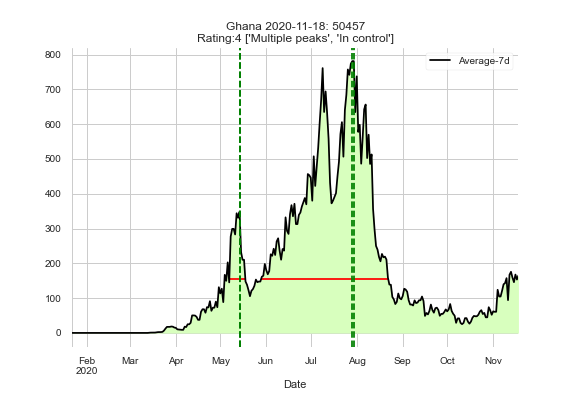 Ghana 2020-11-18: 50457
Rating:4 ['Multiple peaks', 'In control']
Average-7d
800
700
600
500
400
300
200
100
0
Feb Mar Apr May Jun Jul Aug Sep Oct Nov
2020
Date